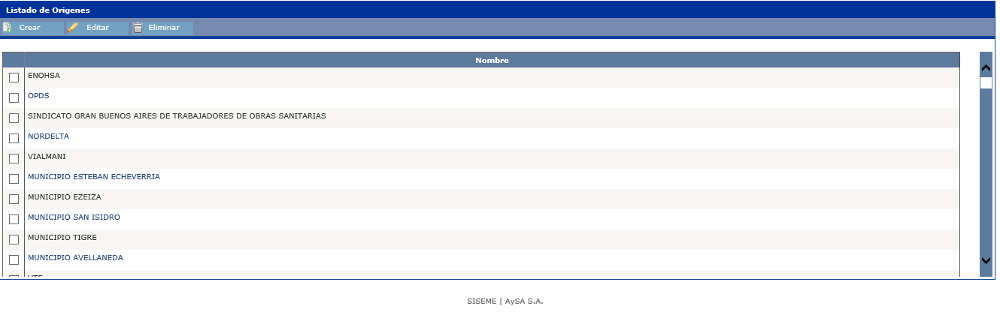 Listado de Origenes
Crear Editar Eliminar
Nombre
ENOHSA
OPDS
SINDICATO GRAN BUENOS AIRES DE TRABAJADORES DE OBRAS SANITARIAS
NORDELTA
VIALMANI
MUNICIPIO ESTEBAN ECHEVERRIA
MUNICIPIO EZEIZA
MUNICIPIO SAN ISIDRO
MUNICIPIO TIGRE
MUNICIPIO AVELLANEDA
SISEME | AySA S.A.